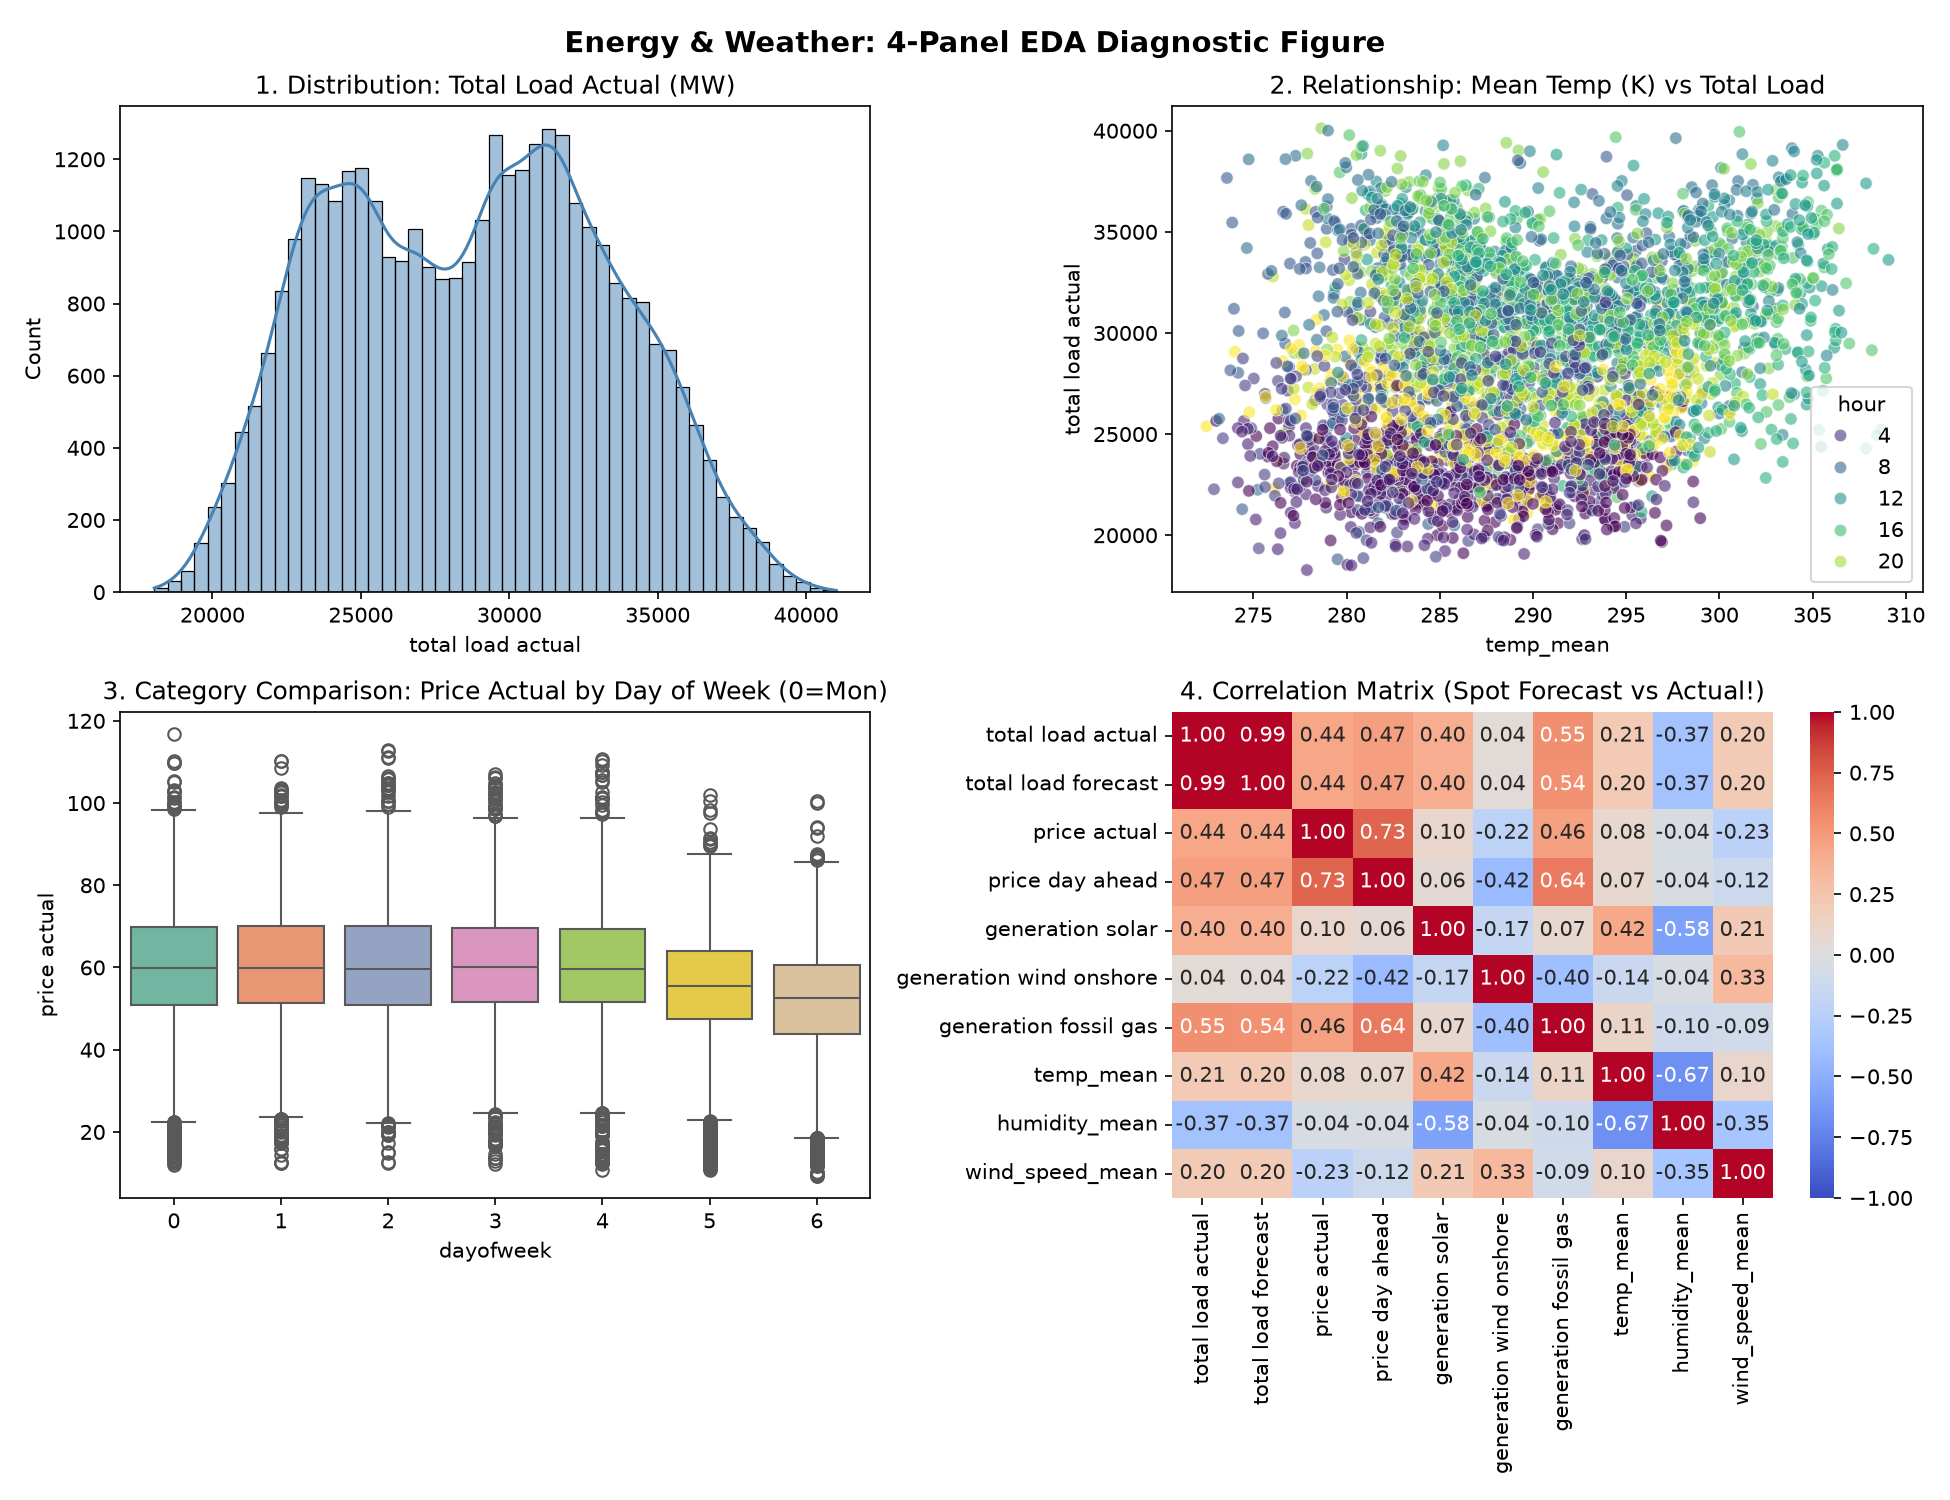 Energy & Weather: 4-Panel EDA Diagnostic Figure
1. Distribution: Total Load Actual (MW)
Count
0
200
400
600
800
1000
1200
20000 25000 30000 35000 40000
total load actual
2. Relationship: Mean Temp (K) vs Total Load
total load actual
40000
35000
30000
25000
20000
hour
4
8
12
16
20
275 280 285 290 295 300 305 310
temp_mean
3. Category Comparison: Price Actual by Day of Week (0=Mon)
price actual
120
100
80
60
40
20
0 1 2 3 4 5 6
dayofweek
4. Correlation Matrix (Spot Forecast vs Actual!)
total load actual 1.00 0.99 0.44 0.47 0.40 0.04 0.55 0.21 -0.37 0.20
total load forecast 0.99 1.00 0.44 0.47 0.40 0.04 0.54 0.20 -0.37 0.20
price actual 0.44 0.44 1.00 0.73 0.10 -0.22 0.46 0.08 -0.04 -0.23
price day ahead 0.47 0.47 0.73 1.00 0.06 -0.42 0.64 0.07 -0.04 -0.12
generation solar 0.40 0.40 0.10 0.06 1.00 -0.17 0.07 0.42 -0.58 0.21
generation wind onshore 0.04 0.04 -0.22 -0.42 -0.17 1.00 -0.40 -0.14 -0.04 0.33
generation fossil gas 0.55 0.54 0.46 0.64 0.07 -0.40 1.00 0.11 -0.10 -0.09
temp_mean 0.21 0.20 0.08 0.07 0.42 -0.14 0.11 1.00 -0.67 0.10
humidity_mean -0.37 -0.37 -0.04 -0.04 -0.58 -0.04 -0.10 -0.67 1.00 -0.35
wind_speed_mean 0.20 0.20 -0.23 -0.12 0.21 0.33 -0.09 0.10 -0.35 1.00
total load actual
total load forecast
price actual
price day ahead
generation solar
generation wind onshore
generation fossil gas
temp_mean
humidity_mean
wind_speed_mean
1.00
0.75
0.50
0.25
0.00
−0.25
−0.50
−0.75
−1.00